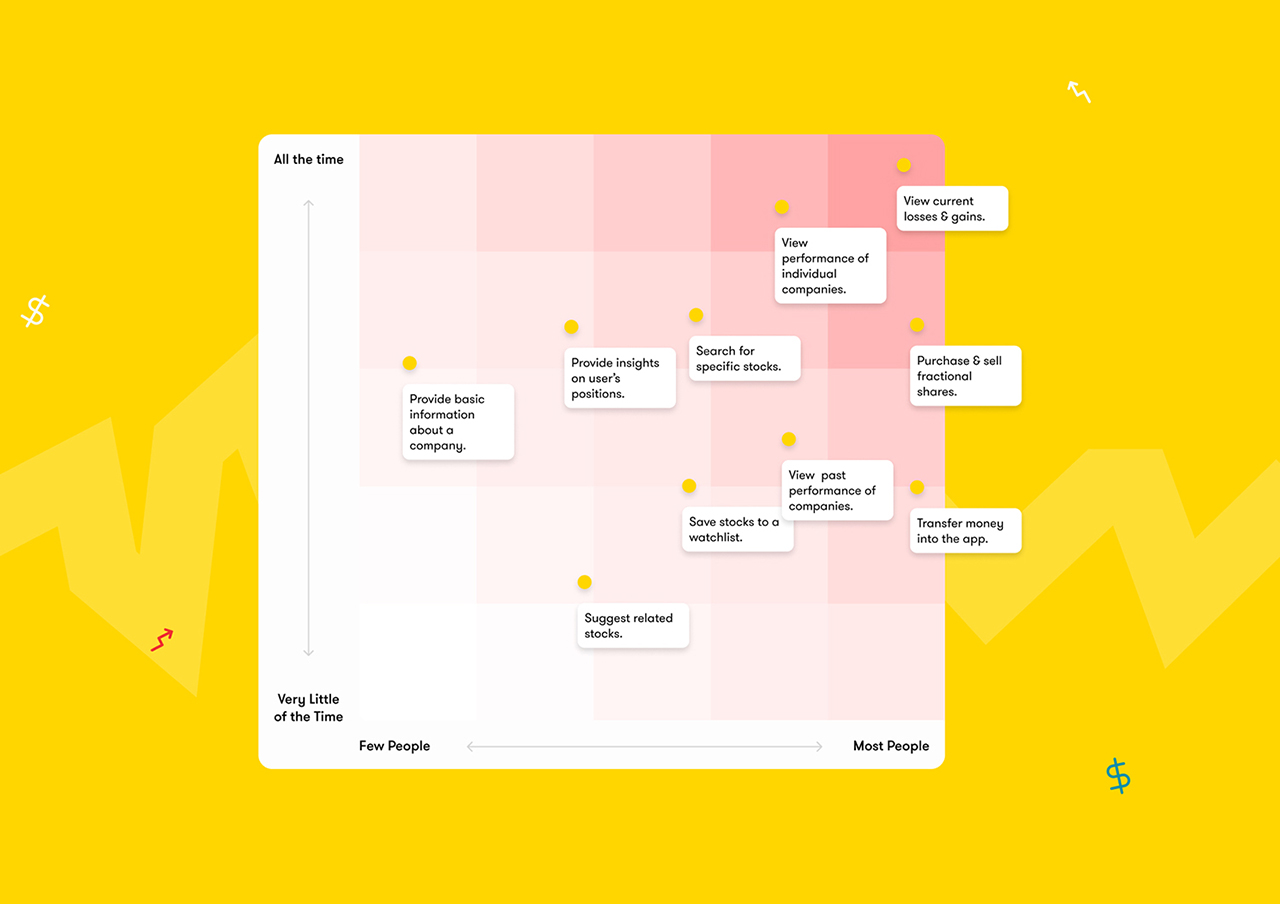 All the time
View current
losses & gains.
View
performance of
individual
companies.
Provide insights
on user's
positions.
Search for
specific stocks.
Purchase & sell
fractional
shares.
Provide basic
information
about a
company.
View past
performance of
companies.
Save stocks to a
watchlist.
Transfer money
into the app.
Suggest related
stocks.
Very Little
of the Time
Few People
Most People